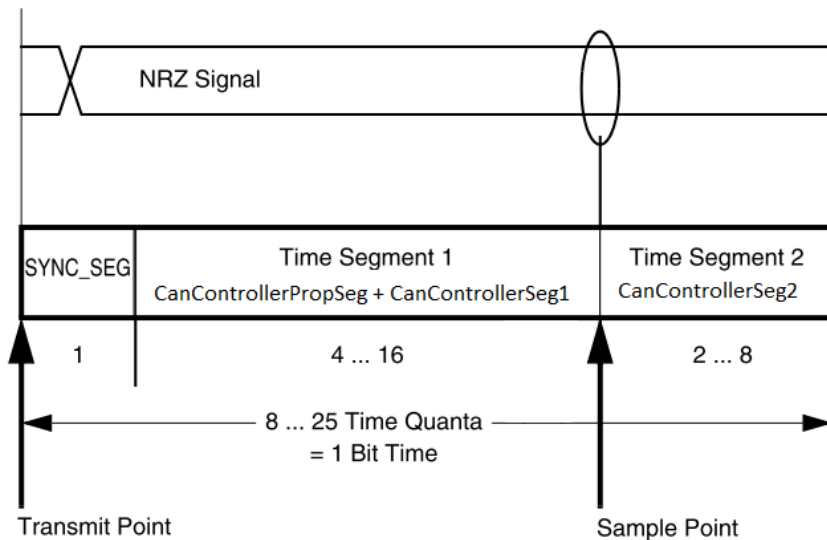 NRZ Signal
SYNC_SEG
Time Segment 1
CanControllerPropSeg + CanControllerSeg1
Time Segment 2
CanControllerSeg2
1
4 ... 16
2 ... 8
8 ... 25 Time Quanta
= 1 Bit Time
Transmit Point
Sample Point